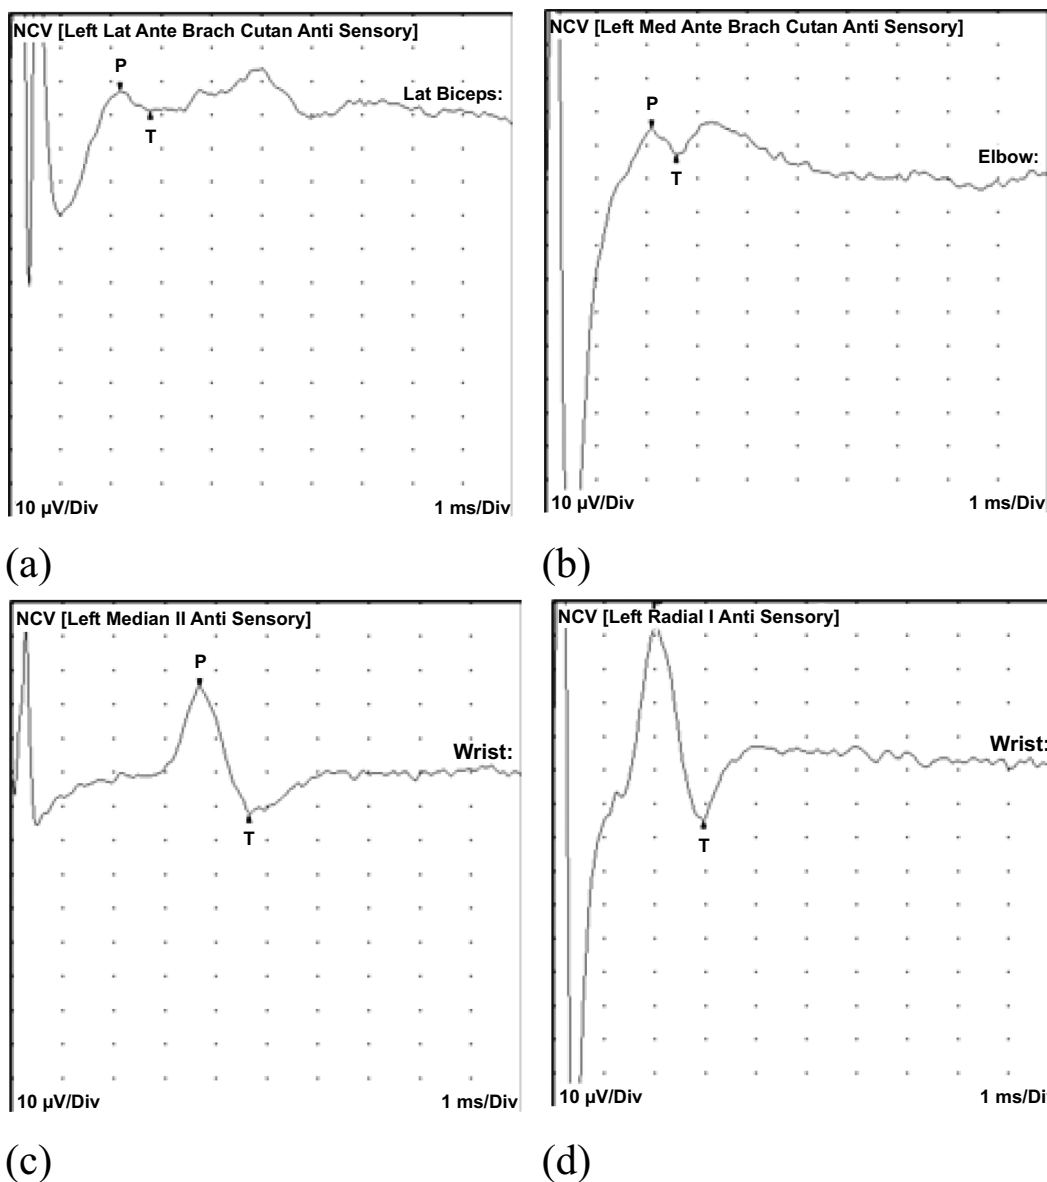 NCV [Left Lat Ante Brach Cutan Anti Sensory]
P
Lat Biceps:
T
10 µV/Div
1 ms/Div
(a)
NCV [Left Med Ante Brach Cutan Anti Sensory]
P
Elbow:
T
10 µV/Div
1 ms/Div
(b)
NCV [Left Median II Anti Sensory]
P
Wrist:
T
10 µV/Div
1 ms/Div
(c)
NCV [Left Radial I Anti Sensory]
Wrist:
T
10 µV/Div
1 ms/Div
(d)